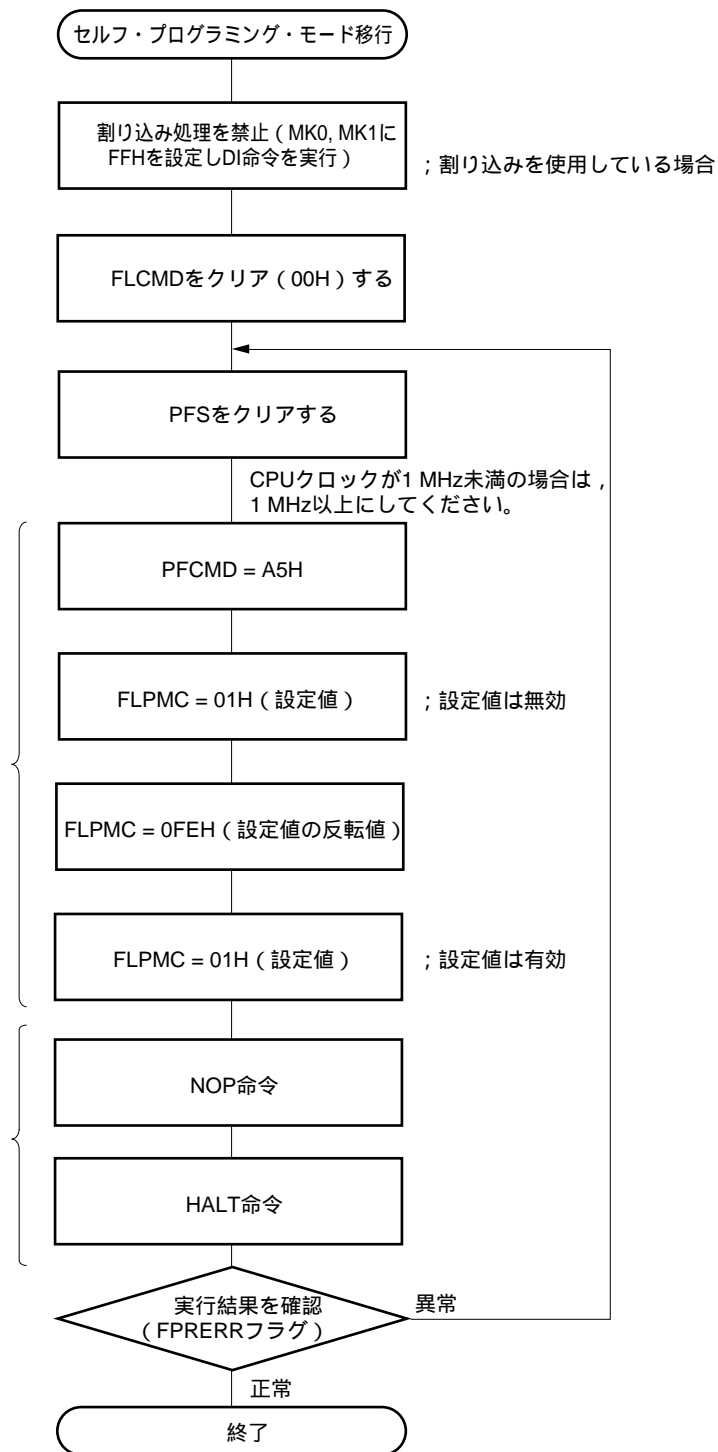 セルフ・プログラミング・モード移行
割り込み処理を禁止（MK0, MK1に
FFHを設定しDI命令を実行）
；割り込みを使用している場合
FLCMDをクリア（00H）する
PFSをクリアする
CPUクロックが1 MHz未満の場合は，
1 MHz以上にしてください。
PFCMD = A5H
FLPMC = 01H（設定値）
；設定値は無効
FLPMC = 0FEH（設定値の反転値）
FLPMC = 01H（設定値）
；設定値は有効
NOP命令
HALT命令
実行結果を確認
（FPRERRフラグ）
異常
正常
終了